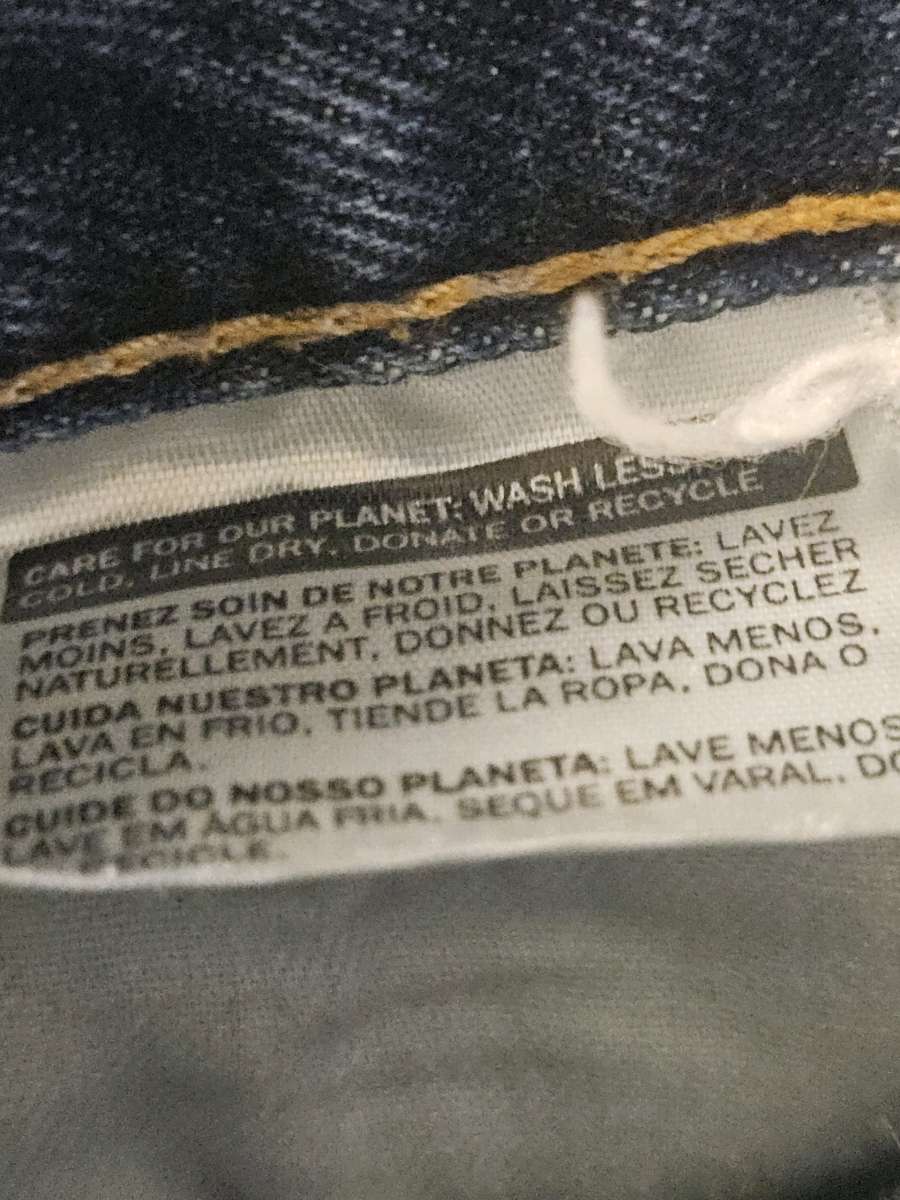 CARE FOR OUR PLANET: WASH LESS,
COLD, LINE DRY, DONATE OR RECYCLE
PRENEZ SOIN DE NOTRE PLANETE: LAVEZ
MOINS, LAVEZ A FROID, LAISSEZ SECHER
NATURELLEMENT, DONNEZ OU RECYCLEZ
CUIDA NUESTRO PLANETA: LAVA MENOS,
LAVA EN FRIO, TIENDE LA ROPA, DONA O
RECICLA.
CUIDE DO NOSSO PLANETA: LAVE MENOS
LAVE EM ÁGUA FRIA, SEQUE EM VARAL,